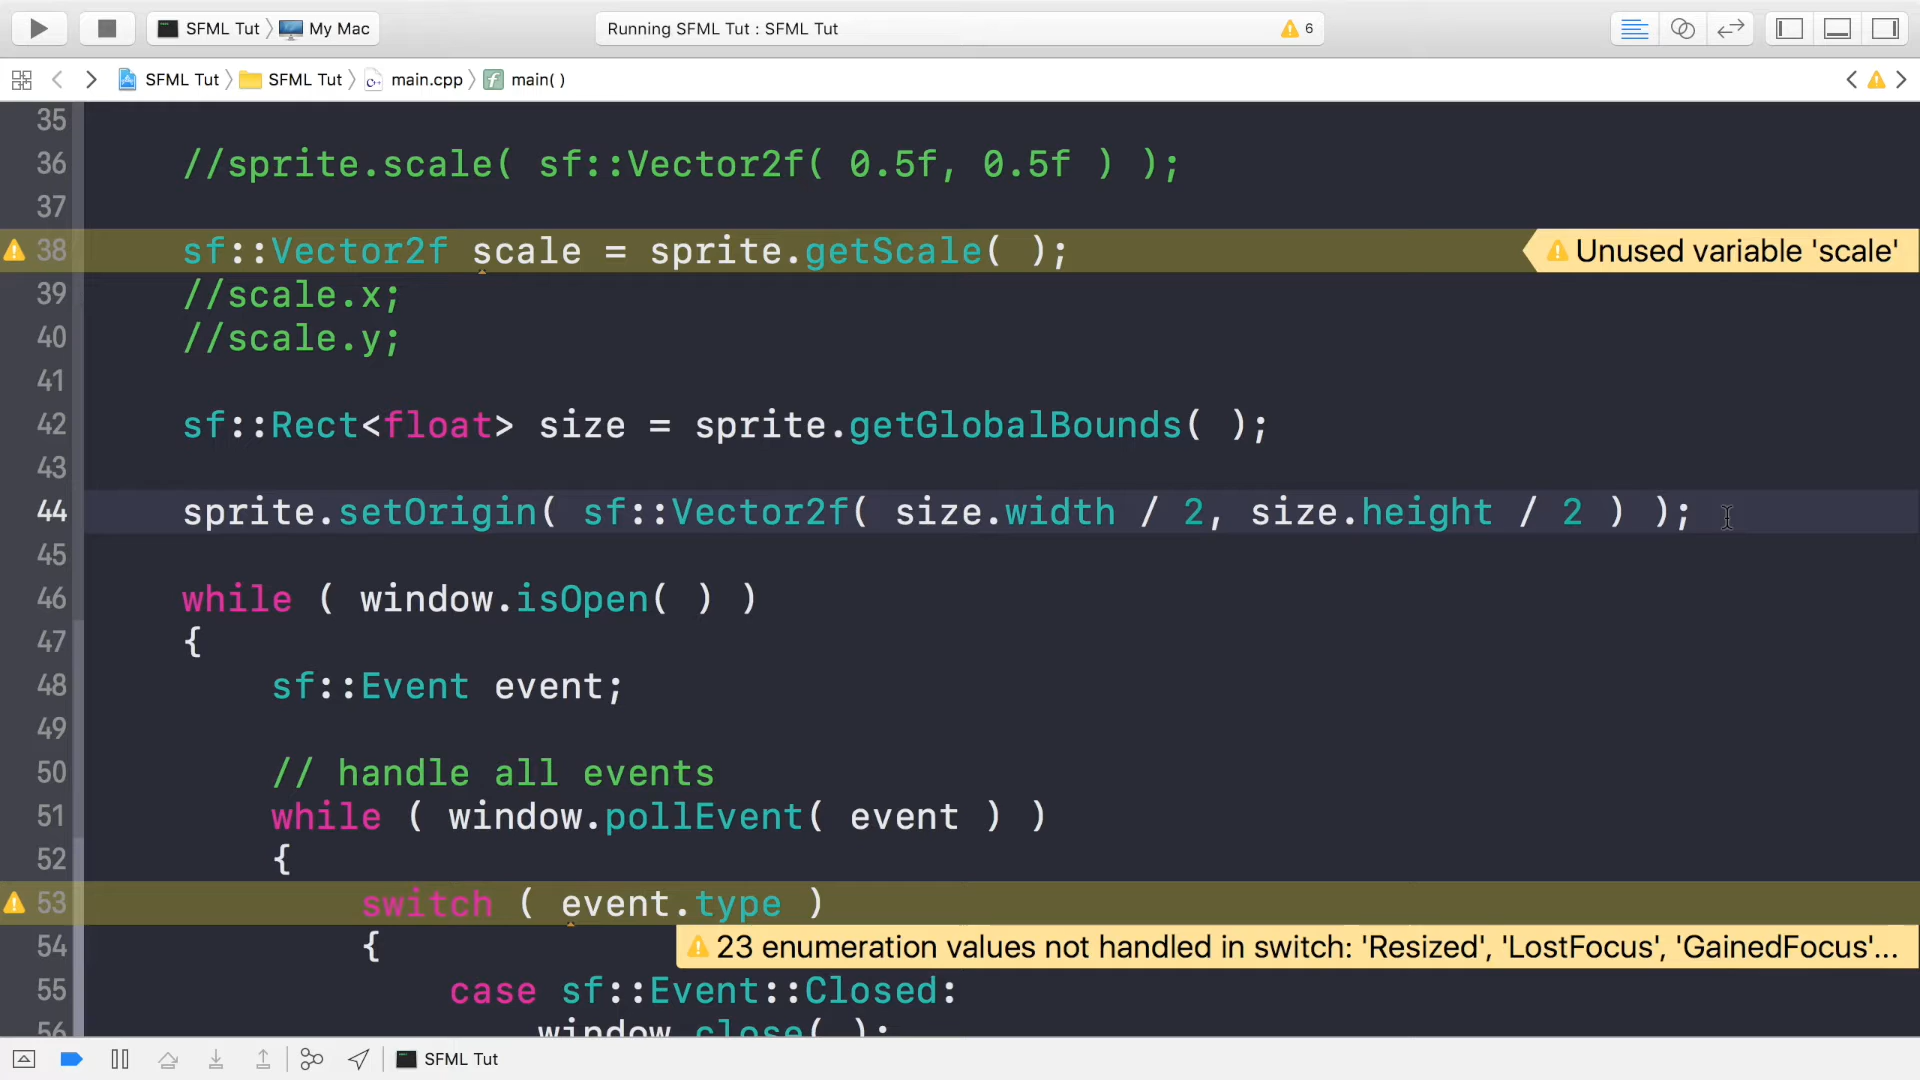 SFML Tut My Mac Running SFML Tut : SFML Tut 6
SFML Tut SFML Tut main.cpp main( )
35
36 //sprite.scale( sf::Vector2f( 0.5f, 0.5f ) );
37
38 sf::Vector2f scale = sprite.getScale( ); Unused variable 'scale'
39 //scale.x;
40 //scale.y;
41
42 sf::Rect<float> size = sprite.getGlobalBounds( );
43
44 sprite.setOrigin( sf::Vector2f( size.width / 2, size.height / 2 ) );
45
46 while ( window.isOpen( ) )
47 {
48 sf::Event event;
49
50 // handle all events
51 while ( window.pollEvent( event ) )
52 {
53 switch ( event.type )
54 { 23 enumeration values not handled in switch: 'Resized', 'LostFocus', 'GainedFocus'...
55 case sf::Event::Closed:
56 window.close( );
SFML Tut